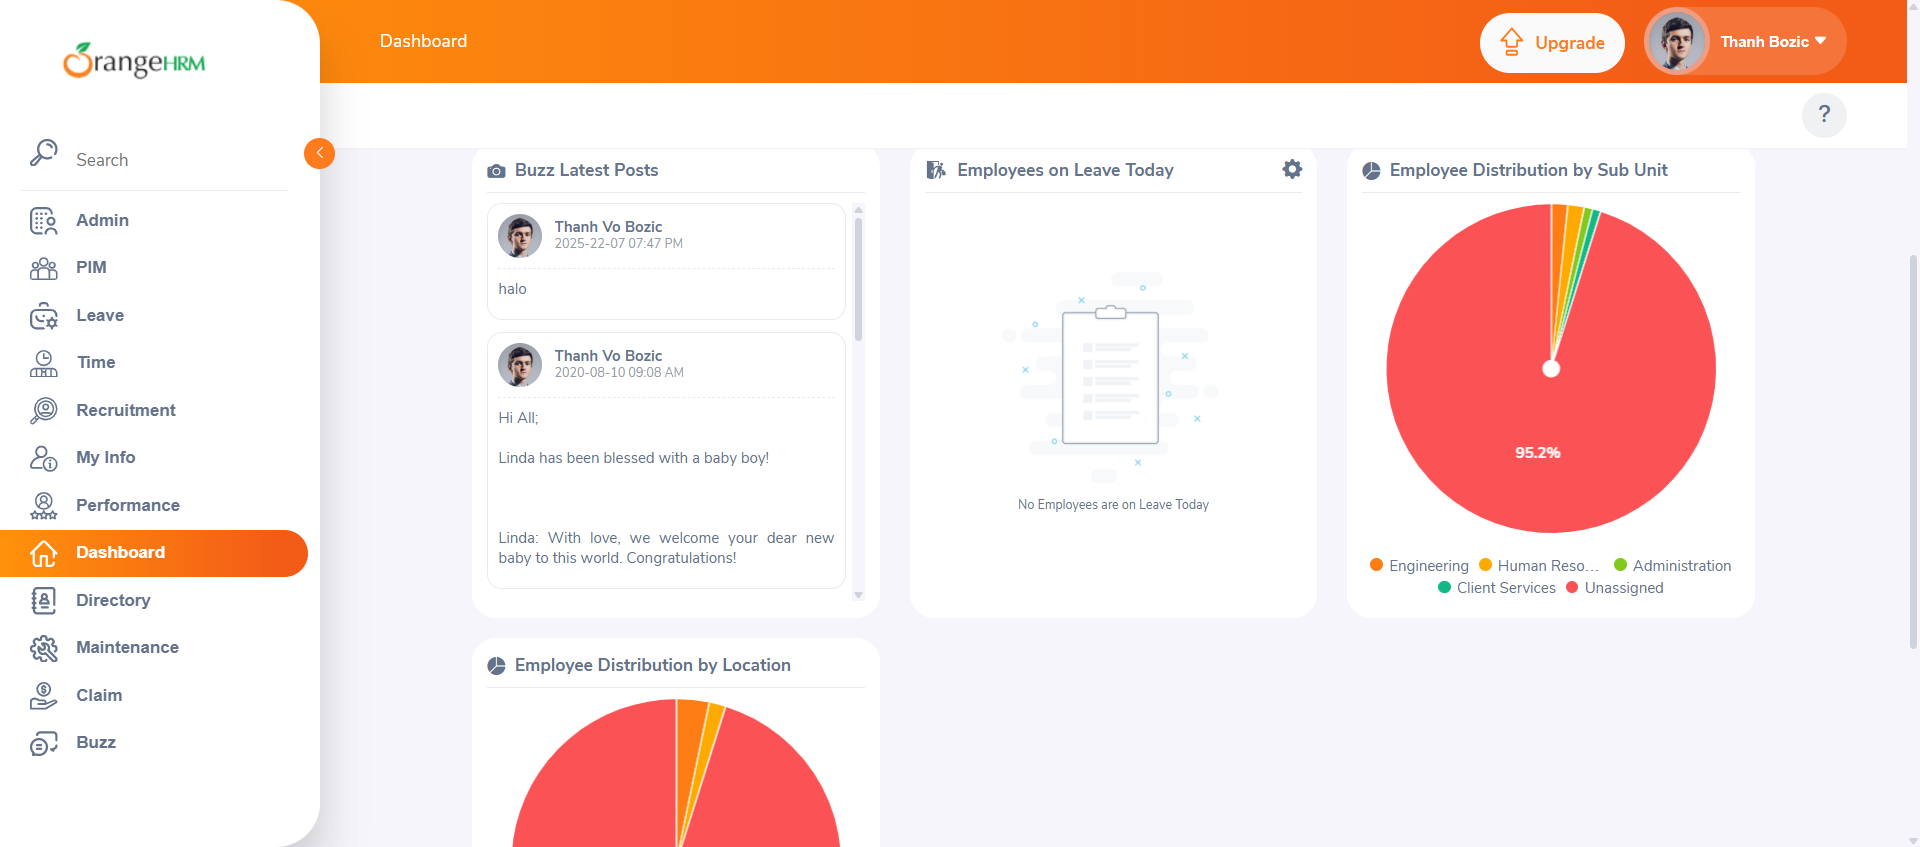 OrangeHRM
Dashboard
Upgrade
Thanh Bozic
?
Search
Admin
PIM
Leave
Time
Recruitment
My Info
Performance
Dashboard
Directory
Maintenance
Claim
Buzz
Buzz Latest Posts
Thanh Vo Bozic
2025-22-07 07:47 PM
halo
Thanh Vo Bozic
2020-08-10 09:08 AM
Hi All;
Linda has been blessed with a baby boy!
Linda: With love, we welcome your dear new
baby to this world. Congratulations!
Employees on Leave Today
No Employees are on Leave Today
Employee Distribution by Sub Unit
95.2%
Engineering Human Reso... Administration
Client Services Unassigned
Employee Distribution by Location